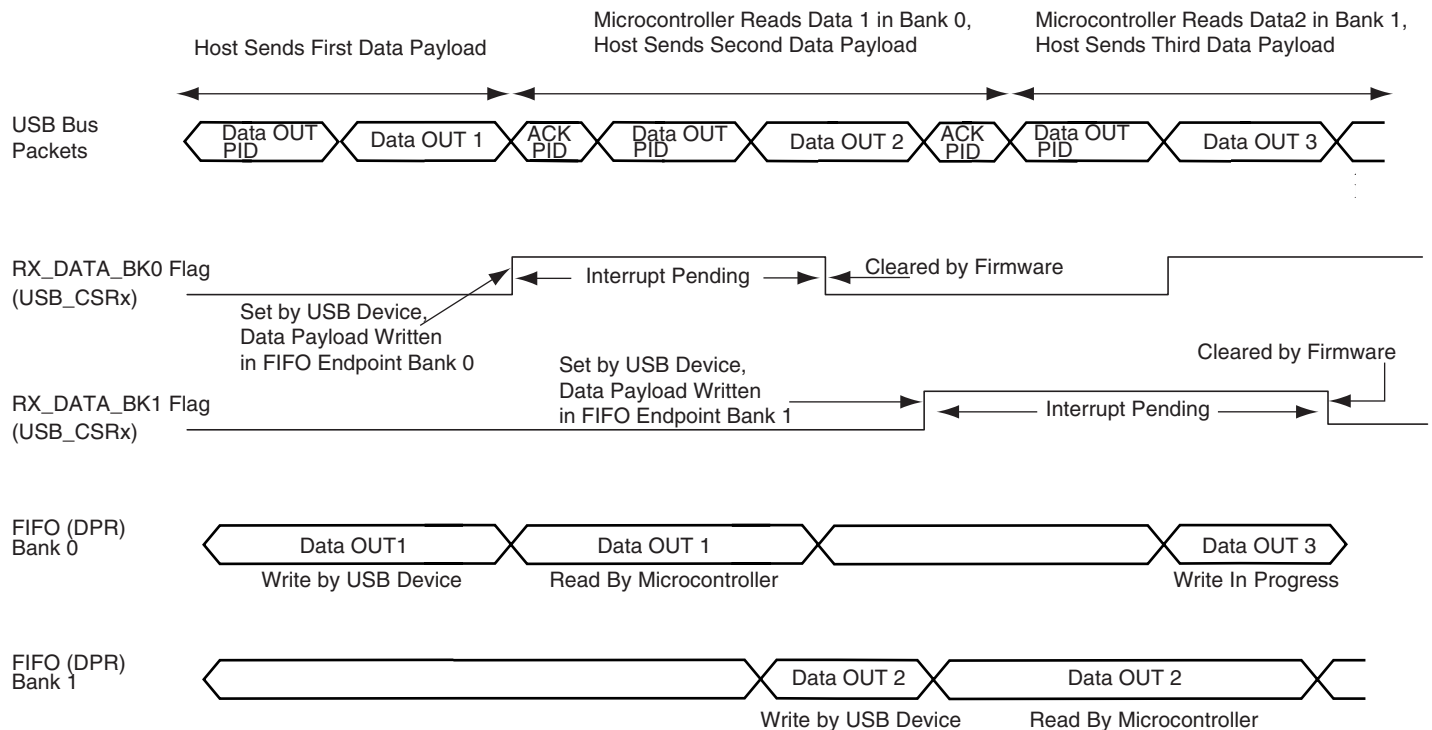 Host Sends First Data Payload
Microcontroller Reads Data 1 in Bank 0,
Host Sends Second Data Payload
Microcontroller Reads Data2 in Bank 1,
Host Sends Third Data Payload
USB Bus
Packets
Data OUT
PID
Data OUT 1
ACK
PID
Data OUT
PID
Data OUT 2
ACK
PID
Data OUT
PID
Data OUT 3
RX_DATA_BK0 Flag
(USB_CSRx)
Interrupt Pending
Cleared by Firmware
Set by USB Device,
Data Payload Written
in FIFO Endpoint Bank 0
RX_DATA_BK1 Flag
(USB_CSRx)
Set by USB Device,
Data Payload Written
in FIFO Endpoint Bank 1
Interrupt Pending
Cleared by Firmware
FIFO (DPR)
Bank 0
Data OUT1
Write by USB Device
Data OUT 1
Read By Microcontroller
Data OUT 3
Write In Progress
FIFO (DPR)
Bank 1
Data OUT 2
Write by USB Device
Data OUT 2
Read By Microcontroller